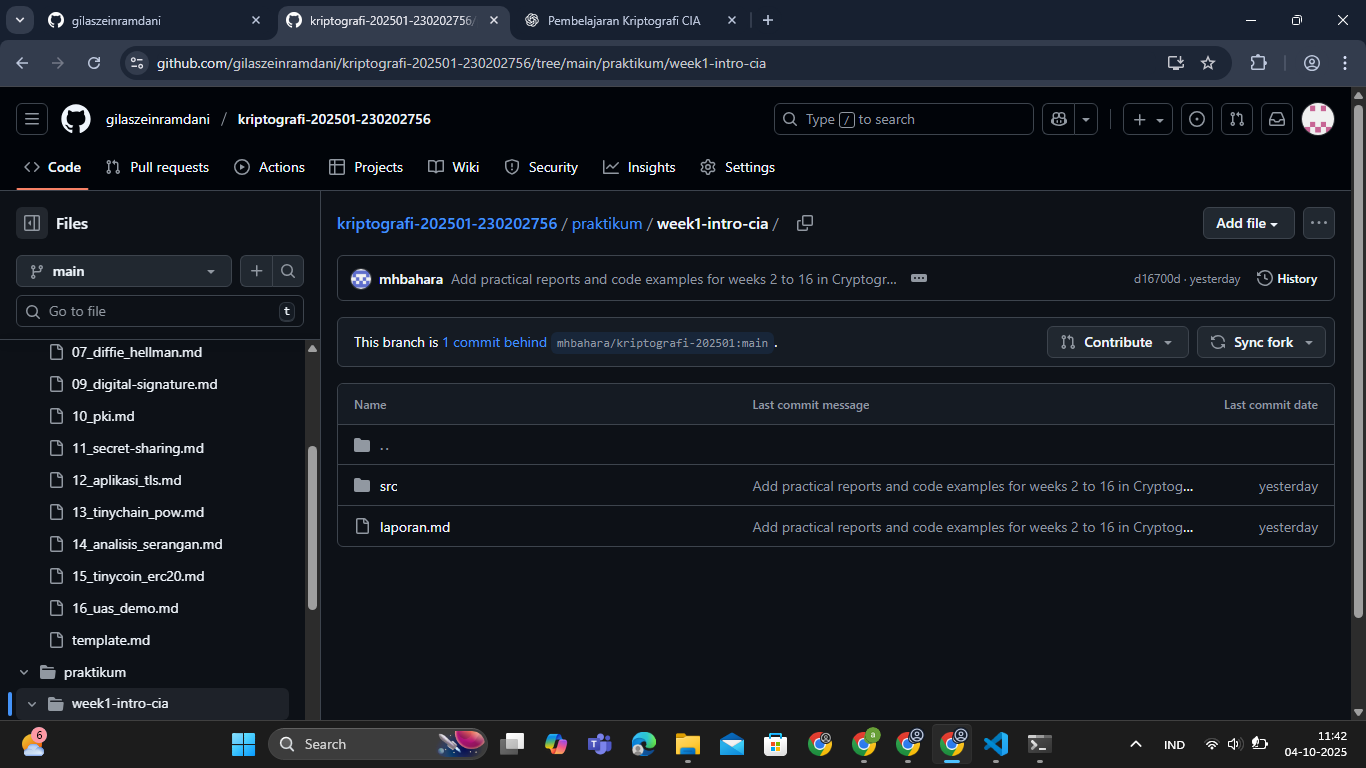 gilaszeinramdani
kriptografi-202501-230202756/
Pembelajaran Kriptografi CIA
github.com/gilaszeinramdani/kriptografi-202501-230202756/tree/main/praktikum/week1-intro-cia
gilaszeinramdani / kriptografi-202501-230202756
Type / to search
Code Pull requests Actions Projects Wiki Security Insights Settings
Files
main
Go to file t
07_diffie_hellman.md
09_digital-signature.md
10_pki.md
11_secret-sharing.md
12_aplikasi_tls.md
13_tinychain_pow.md
14_analisis_serangan.md
15_tinycoin_erc20.md
16_uas_demo.md
template.md
praktikum
week1-intro-cia
kriptografi-202501-230202756 / praktikum / week1-intro-cia /
Add file
mhbahara Add practical reports and code examples for weeks 2 to 16 in Cryptogr...
d16700d · yesterday History
This branch is 1 commit behind mhbahara/kriptografi-202501:main .
Contribute Sync fork
Name Last commit message Last commit date
..
src Add practical reports and code examples for weeks 2 to 16 in Cryptog... yesterday
laporan.md Add practical reports and code examples for weeks 2 to 16 in Cryptog... yesterday
6
Search
a
IND
11:42
04-10-2025